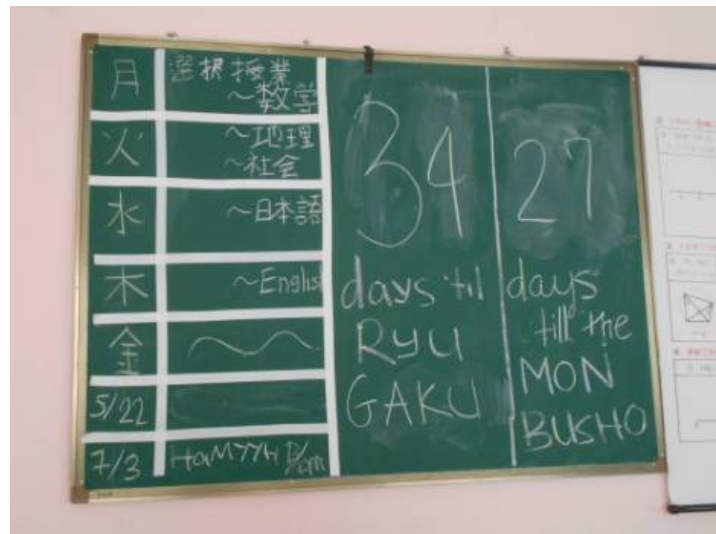 月
選択授業
~数学
火
~地理
~社会
水
~日本語
木
~English
金
5/22
7/3
34
days 'til
RYU
GAKU
27
days
till the
MON
BUSHO